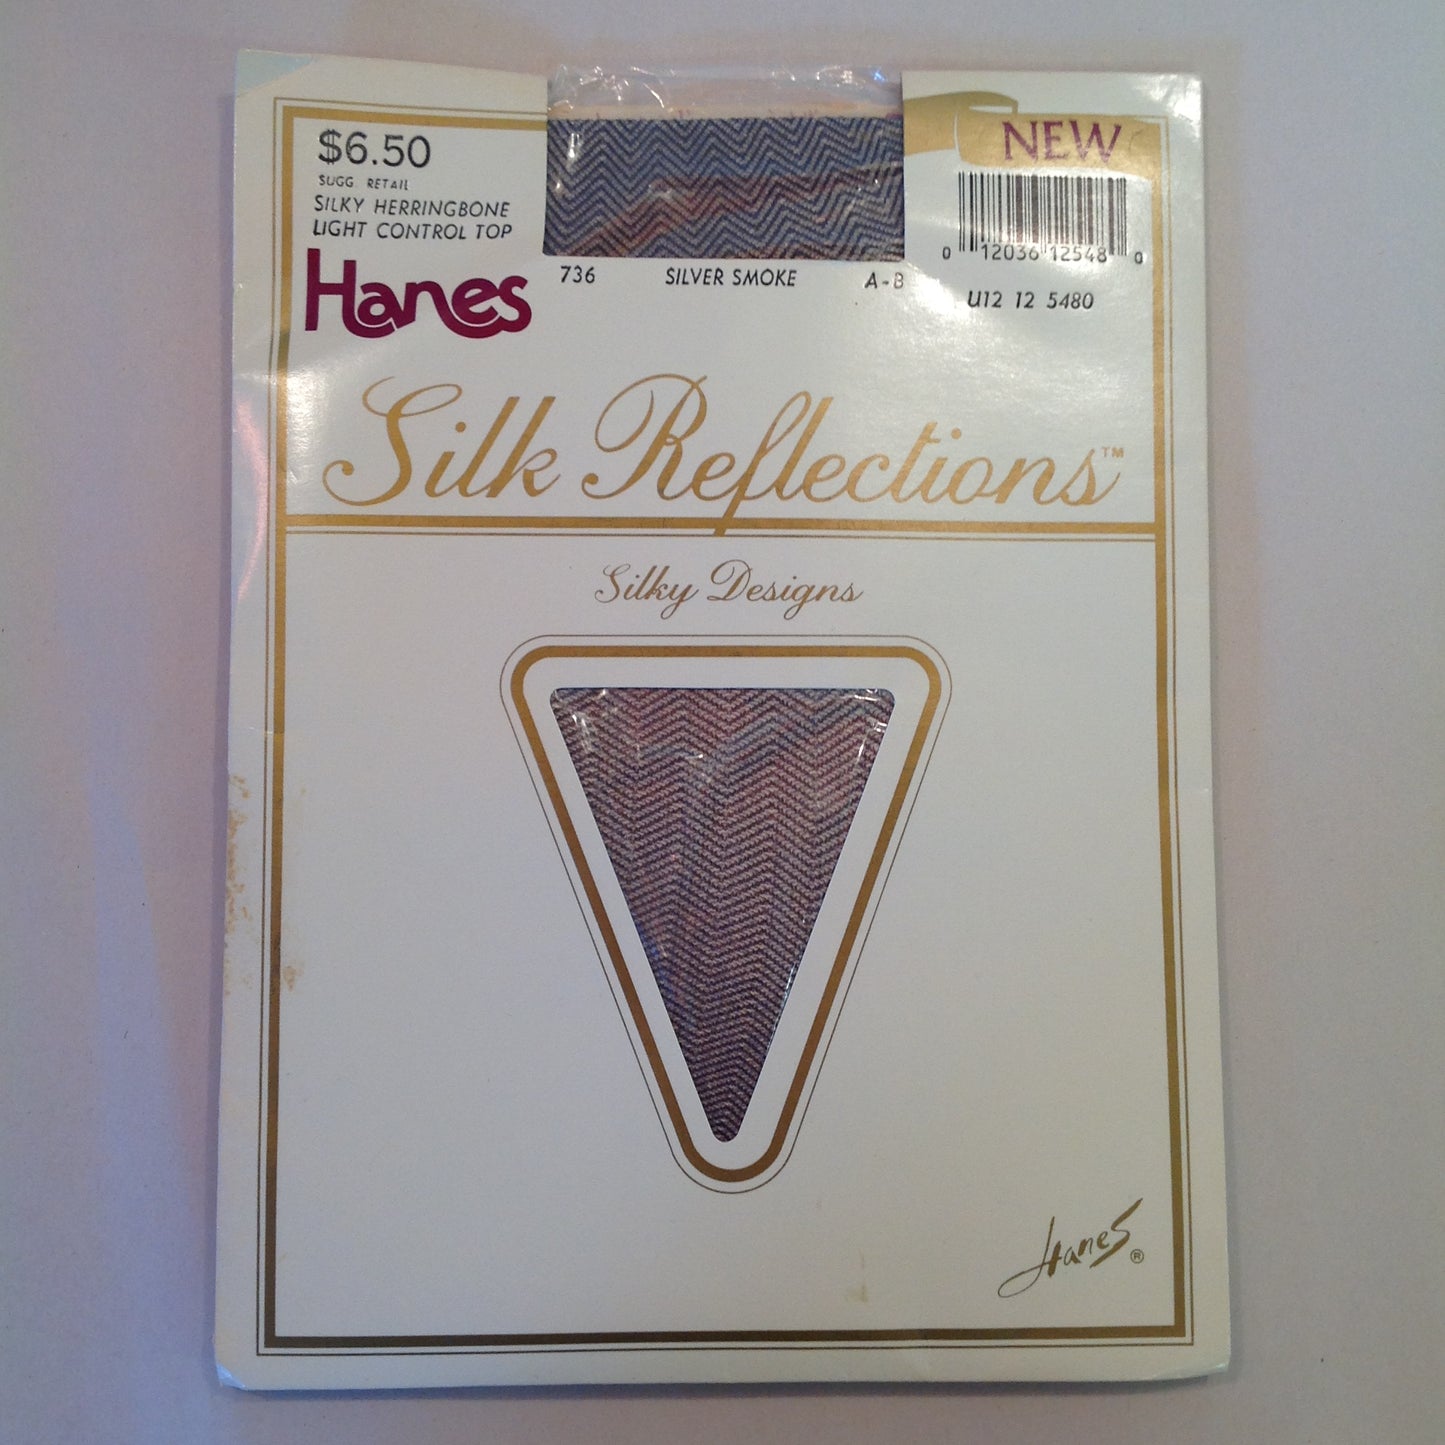 $6.50
SUGG. RETAIL
SILKY HERRINGBONE
LIGHT CONTROL TOP
Hanes
736 SILVER SMOKE A-B
NEW
0 12036 12548 0
U12 12 5480
Silk Reflections™
Silky Designs
Hanes®